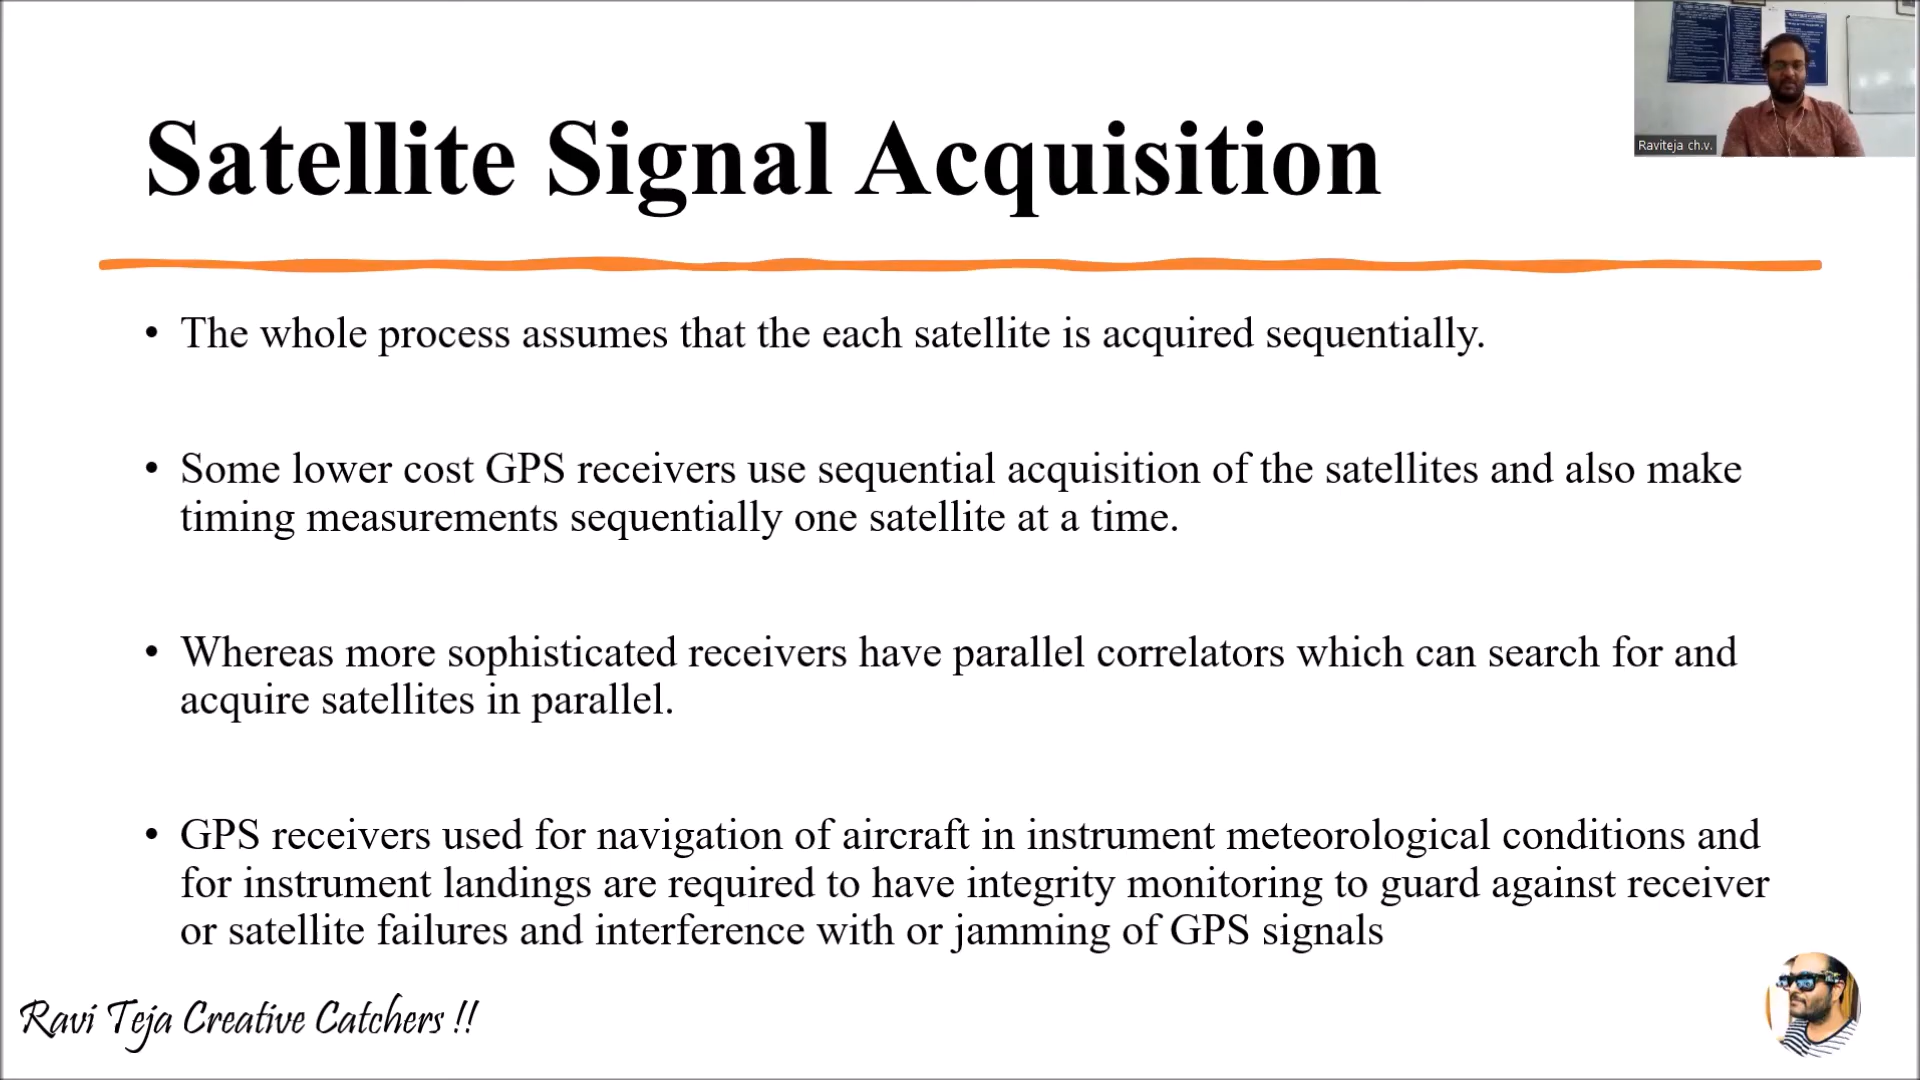 Satellite Signal Acquisition
Raviteja ch.v.
• The whole process assumes that the each satellite is acquired sequentially.
• Some lower cost GPS receivers use sequential acquisition of the satellites and also make
timing measurements sequentially one satellite at a time.
• Whereas more sophisticated receivers have parallel correlators which can search for and
acquire satellites in parallel.
• GPS receivers used for navigation of aircraft in instrument meteorological conditions and
for instrument landings are required to have integrity monitoring to guard against receiver
or satellite failures and interference with or jamming of GPS signals
Ravi Teja Creative Catchers !!